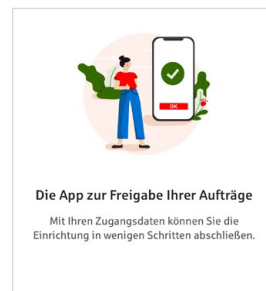 OK
Die App zur Freigabe Ihrer Aufträge
Mit Ihren Zugangsdaten können Sie die
Einrichtung in wenigen Schritten abschließen.